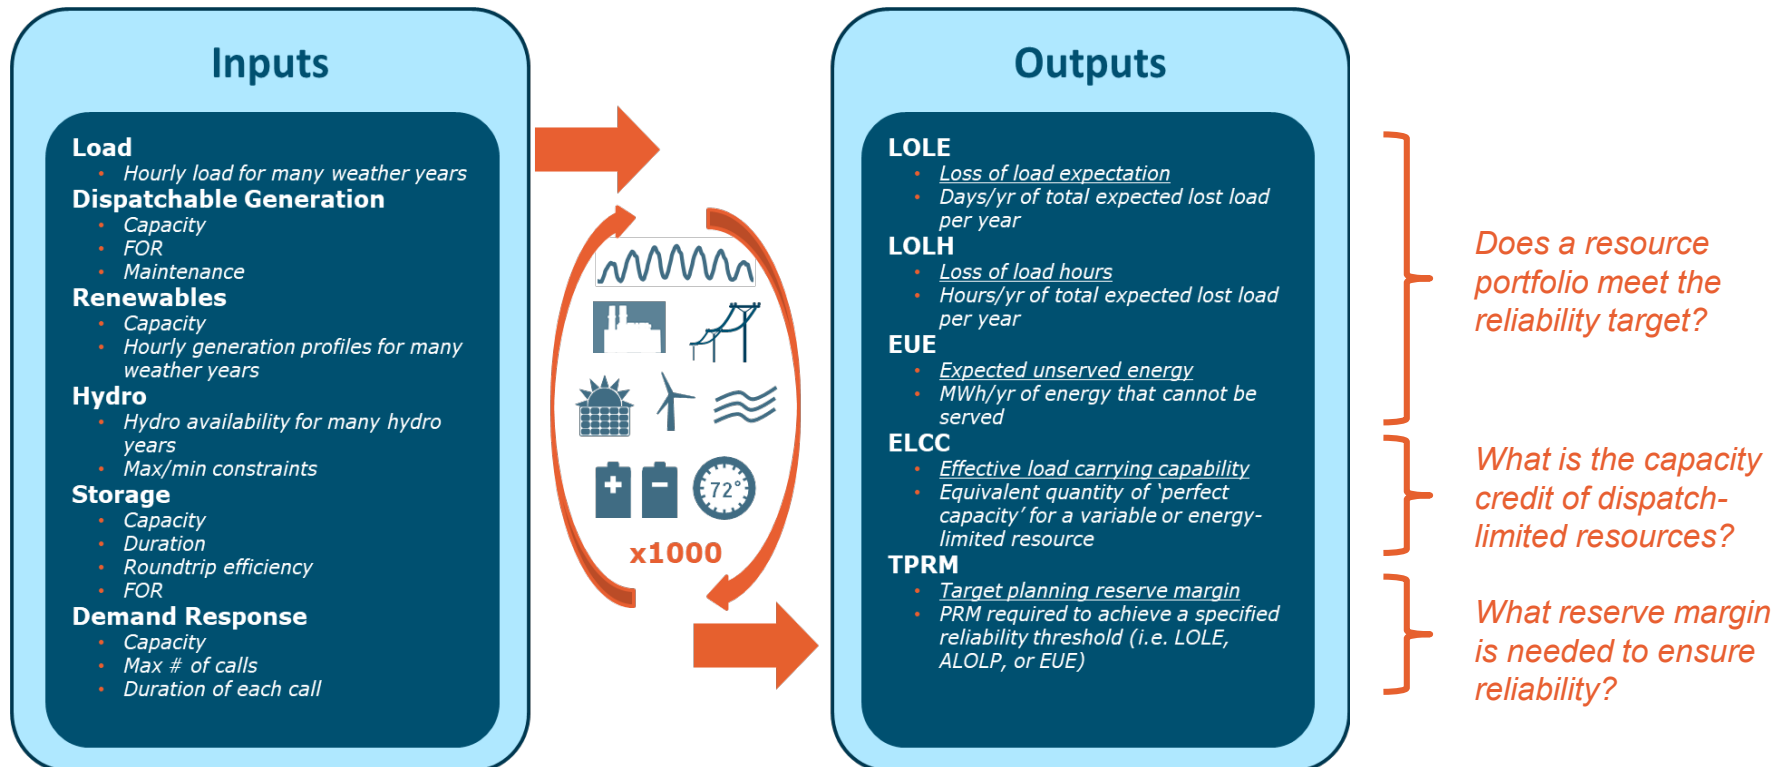 Inputs
Load
• Hourly load for many weather years
Dispatchable Generation
• Capacity
• FOR
• Maintenance
Renewables
• Capacity
• Hourly generation profiles for many
weather years
Hydro
• Hydro availability for many hydro
years
• Max/min constraints
Storage
• Capacity
• Duration
• Roundtrip efficiency
• FOR
Demand Response
• Capacity
• Max # of calls
• Duration of each call
72°
x1000
Outputs
LOLE
• Loss of load expectation
• Days/yr of total expected lost load
per year
LOLH
• Loss of load hours
• Hours/yr of total expected lost load
per year
EUE
• Expected unserved energy
• MWh/yr of energy that cannot be
served
ELCC
• Effective load carrying capability
• Equivalent quantity of ‘perfect
capacity’ for a variable or energy-
limited resource
TPRM
• Target planning reserve margin
• PRM required to achieve a specified
reliability threshold (i.e. LOLE,
ALOLP, or EUE)
Does a resource
portfolio meet the
reliability target?
What is the capacity
credit of dispatch-
limited resources?
What reserve margin
is needed to ensure
reliability?